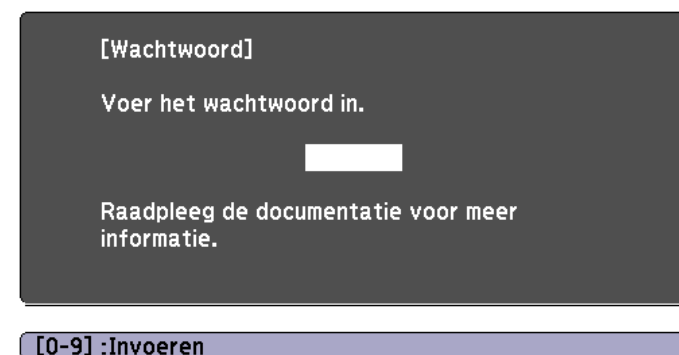 [Wachtwoord]
Voer het wachtwoord in.
Raadpleeg de documentatie voor meer
informatie.
[0-9] :Invoeren